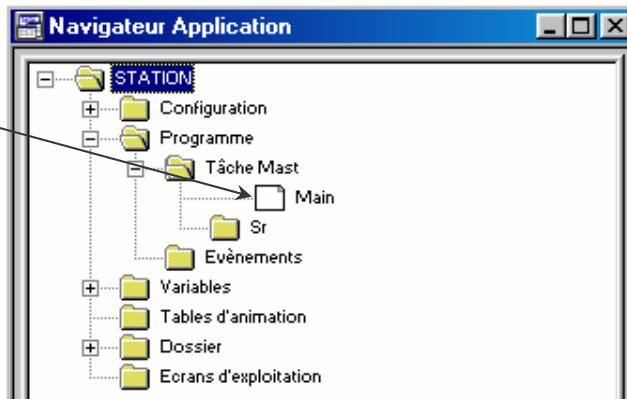 Navigateur Application
STATION
Configuration
Programme
Tâche Mast
Main
Sr
Evènements
Variables
Tables d'animation
Dossier
Ecrans d'exploitation